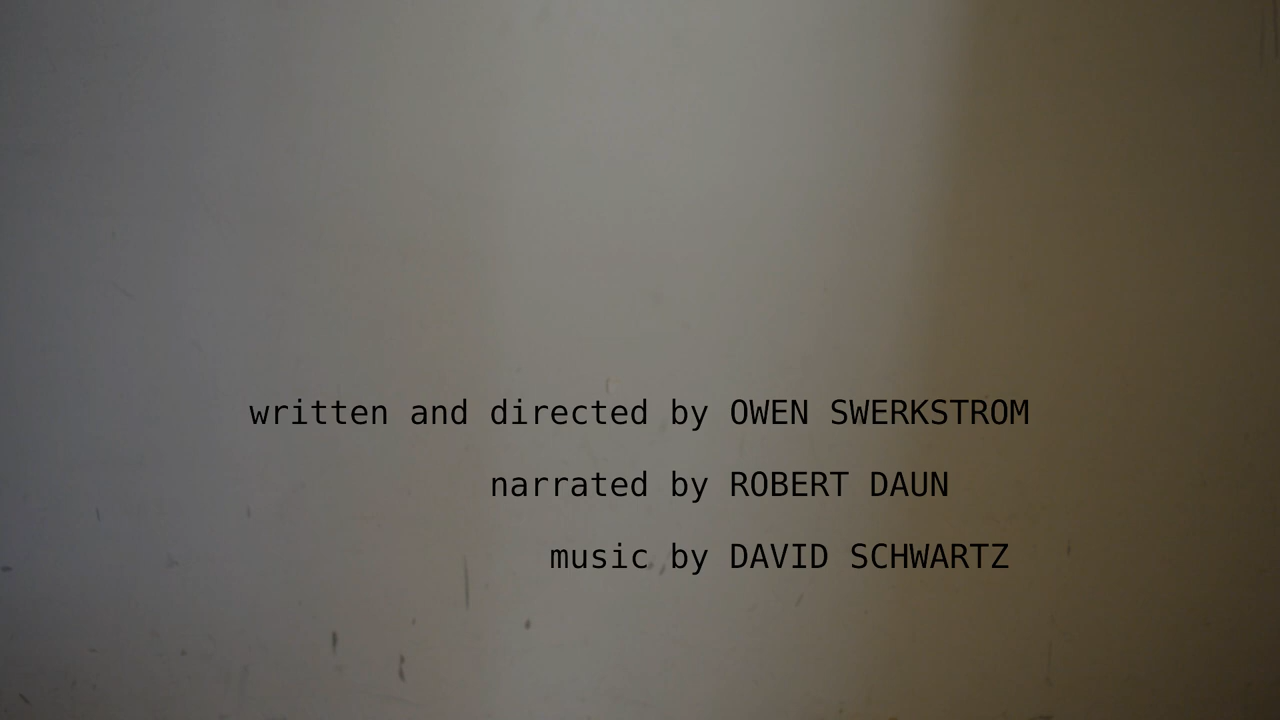 written and directed by OWEN SWERKSTROM
narrated by ROBERT DAUN
music by DAVID SCHWARTZ